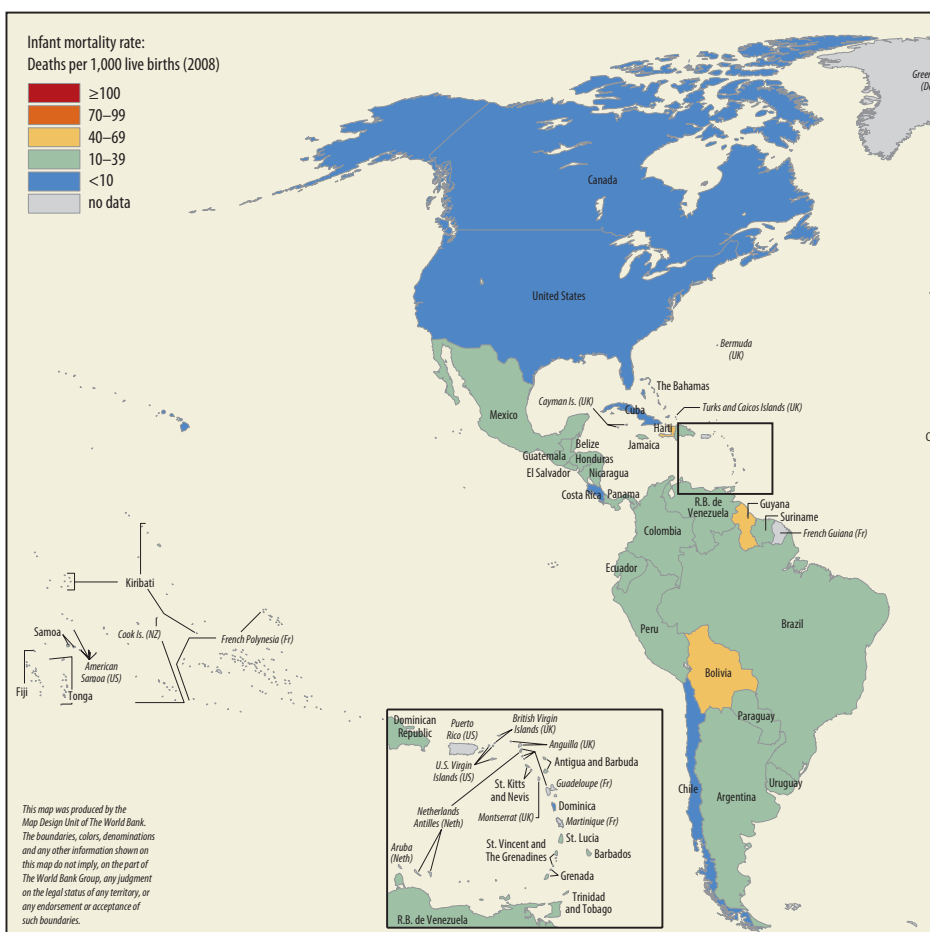 Infant mortality rate:
Deaths per 1,000 live births (2008)
≥100
70–99
40–69
10–39
<10
no data
Canada
United States
Bermuda
(UK)
The Bahamas
Cayman Is. (UK)
Turks and Caicos Islands (UK)
Cuba
Mexico
Haiti
Jamaica
Belize
Guatemala
Honduras
El Salvador
Nicaragua
Costa Rica
Panama
R.B. de
Venezuela
Guyana
Suriname
French Guiana (Fr)
Colombia
Ecuador
Kiribati
Peru
Brazil
Samoa
Cook Is. (NZ)
French Polynesia (Fr)
American
Samoa (US)
Fiji
Tonga
Bolivia
Paraguay
Chile
Argentina
Uruguay
Dominican
Republic
Puerto
Rico (US)
British Virgin
Islands (UK)
Anguilla (UK)
U.S. Virgin
Islands (US)
Antigua and Barbuda
St. Kitts
and Nevis
Guadeloupe (Fr)
Netherlands
Antilles (Neth)
Montserrat (UK)
Dominica
Martinique (Fr)
St. Lucia
Aruba
(Neth)
St. Vincent and
The Grenadines
Barbados
Grenada
Trinidad
and Tobago
R.B. de Venezuela
This map was produced by the
Map Design Unit of The World Bank.
The boundaries, colors, denominations
and any other information shown on
this map do not imply, on the part of
The World Bank Group, any judgment
on the legal status of any territory, or
any endorsement or acceptance of
such boundaries.